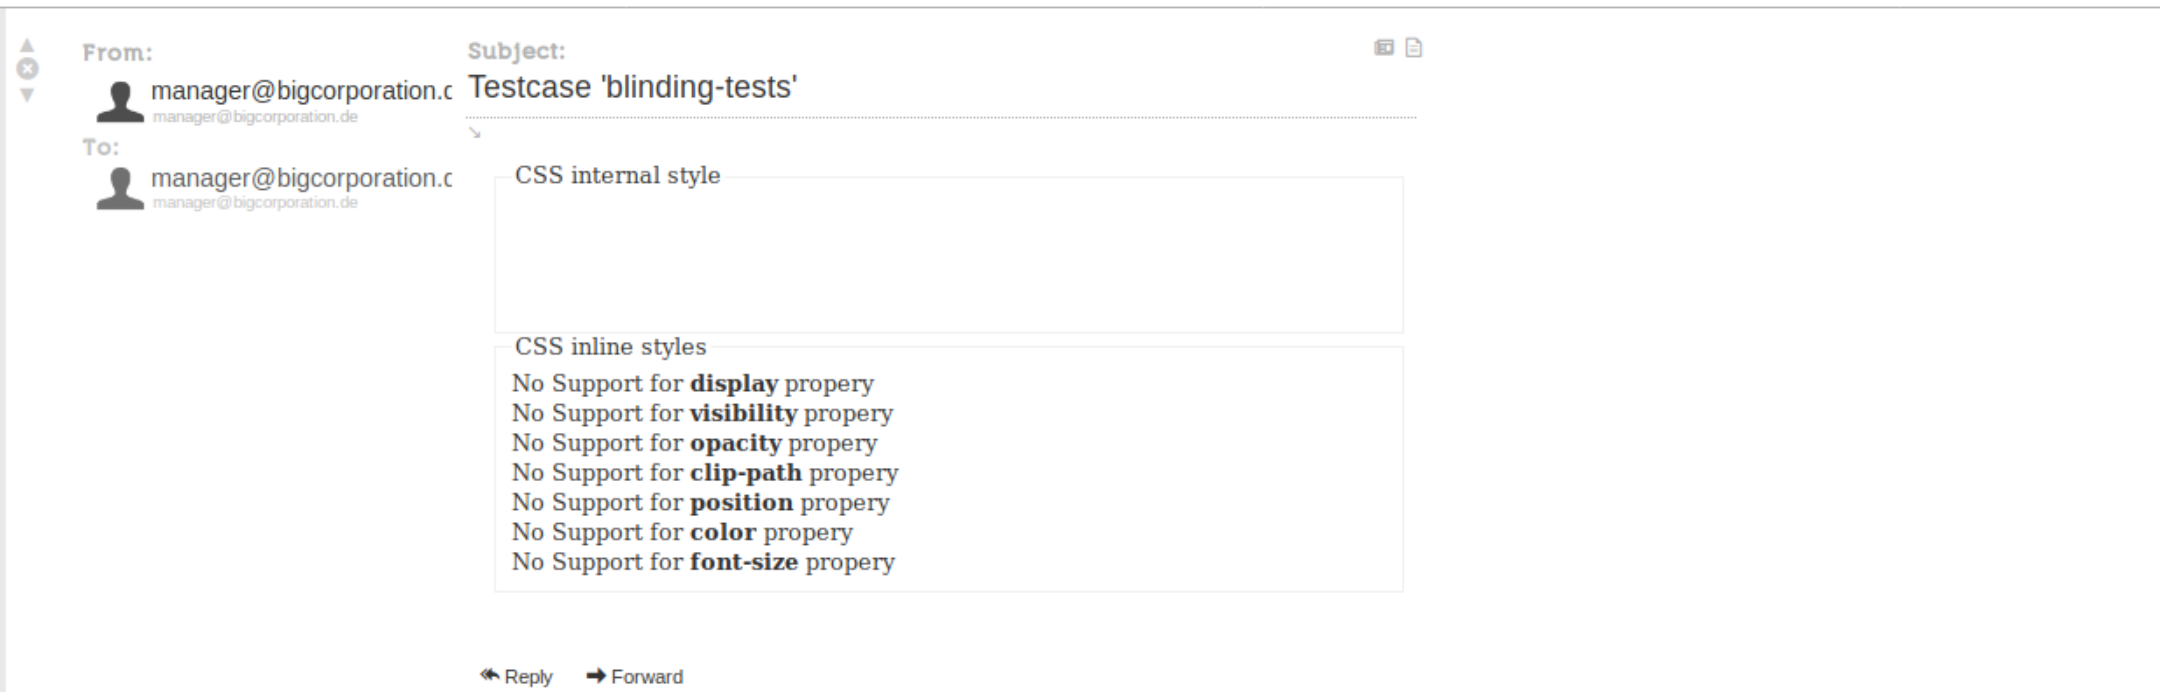 From:
manager@bigcorporation.c
manager@bigcorporation.de
To:
manager@bigcorporation.c
manager@bigcorporation.de
Subject:
Testcase 'blinding-tests'
CSS internal style
CSS inline styles
No Support for display propery
No Support for visibility propery
No Support for opacity propery
No Support for clip-path propery
No Support for position propery
No Support for color propery
No Support for font-size propery
Reply Forward